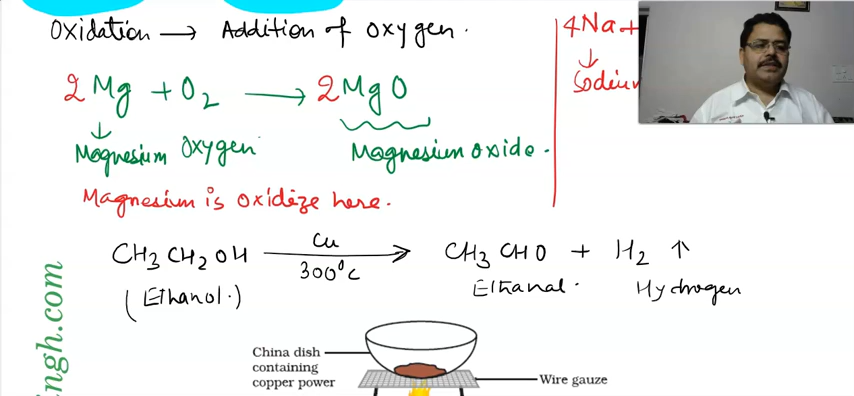 Oxidation → Addition of oxygen.
2Mg + O2 → 2MgO
Magnesium Oxygen Magnesium oxide.
Magnesium is oxidize here.
4Na +
Sodium
CH3CH2OH Cu 300°C → CH3CHO + H2 ↑
(Ethanol.) Ethanal. Hydrogen
China dish
containing
copper power
Wire gauze
ingh.com